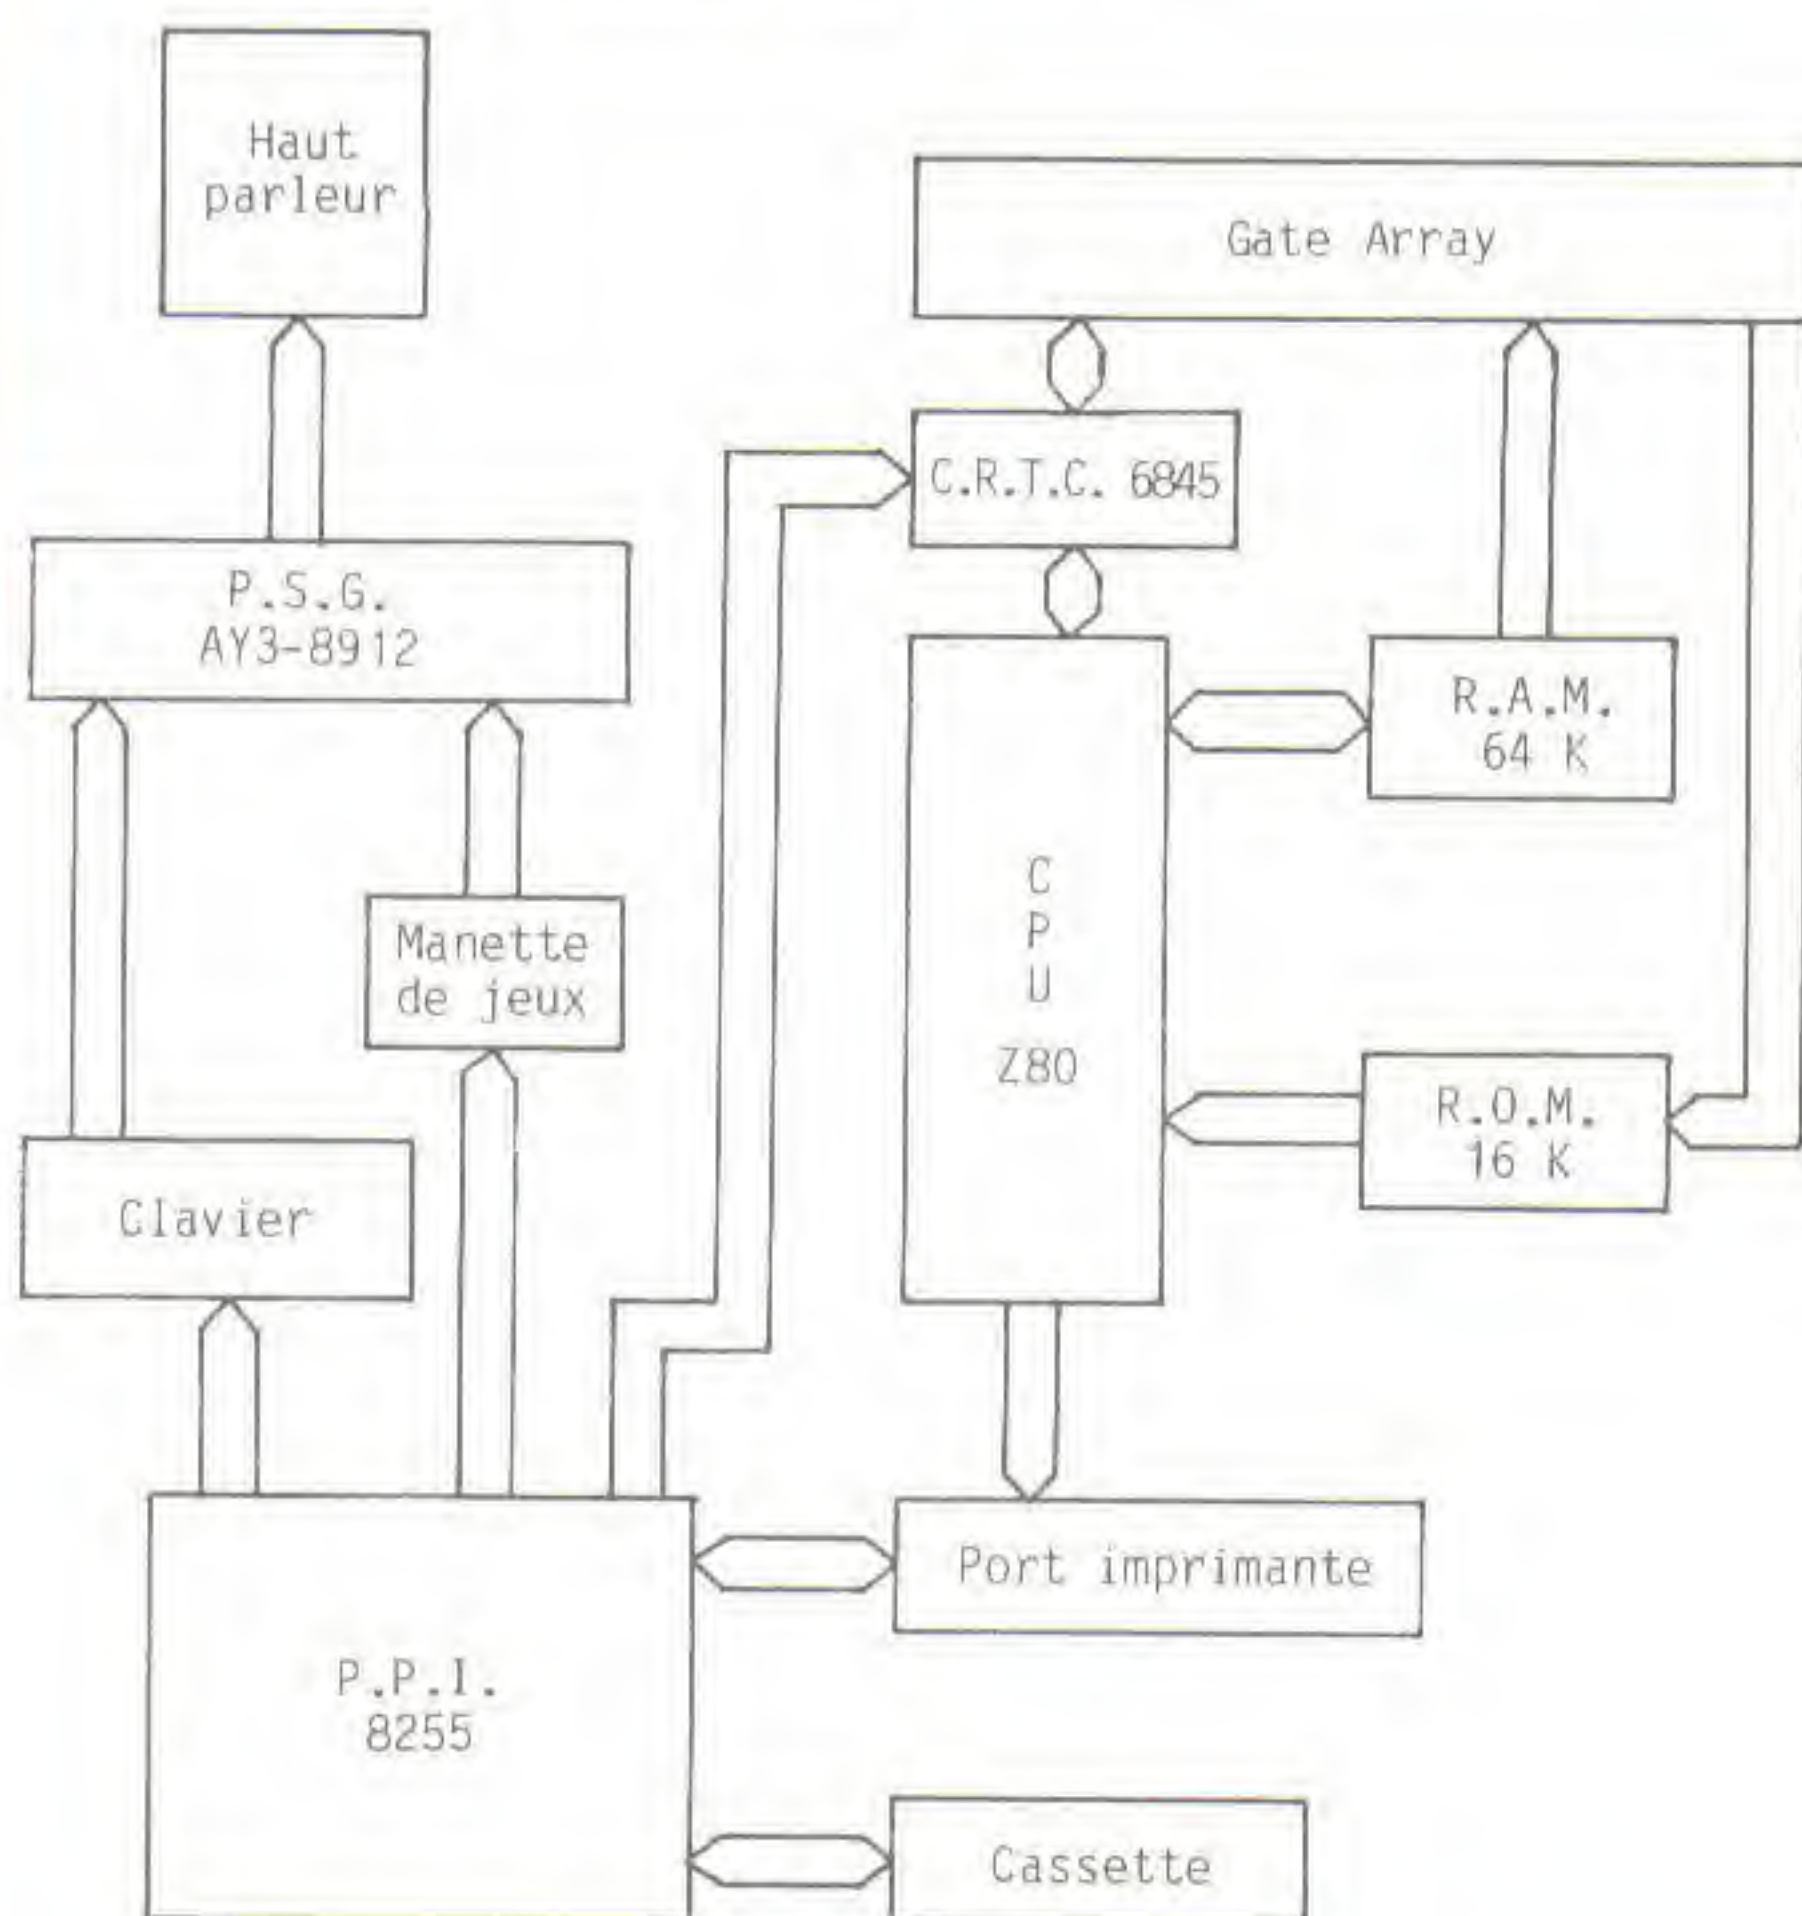 Haut
parleur
Gate Array
C.R.T.C. 6845
P.S.G.
AY3-8912
R.A.M.
64 K
C
P
U
Z80
Manette
de jeux
R.O.M.
16 K
Clavier
Port imprimante
P.P.I.
8255
Cassette